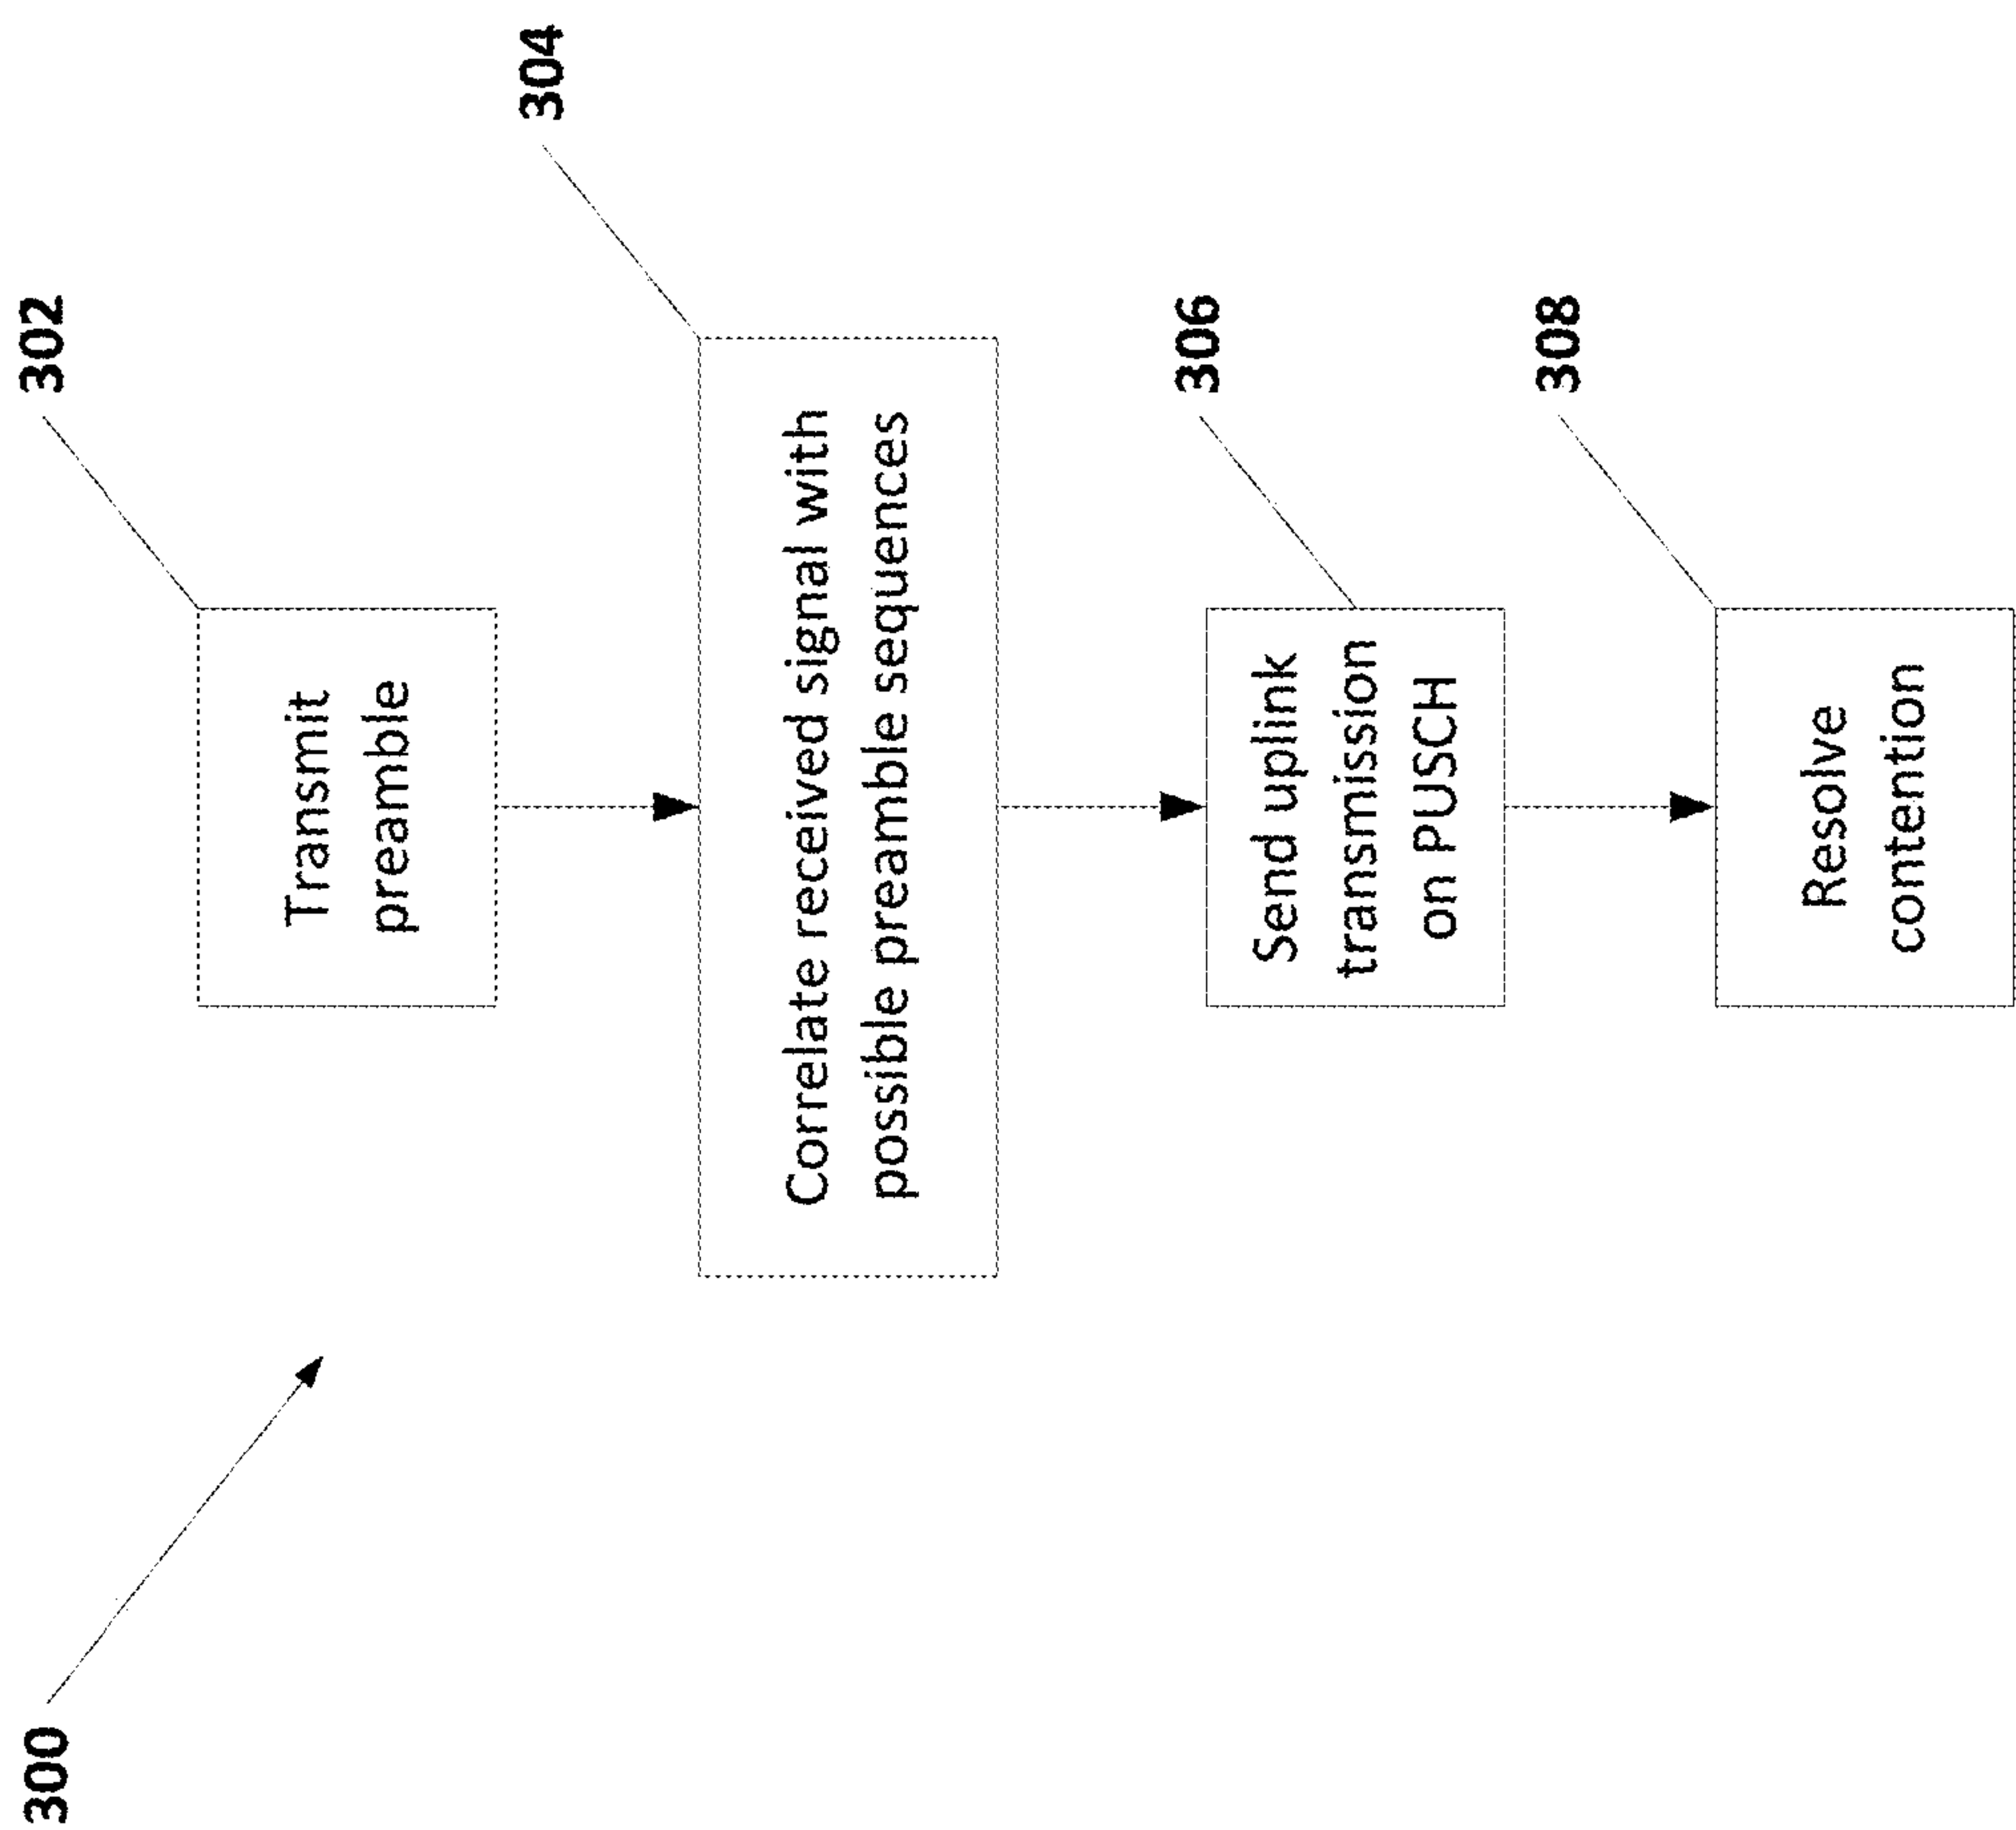 300
302
Transmit
preamble
304
Correlate received signal with
possible preamble sequences
306
Send uplink
transmission
on PUSCH
308
Resolve
contention